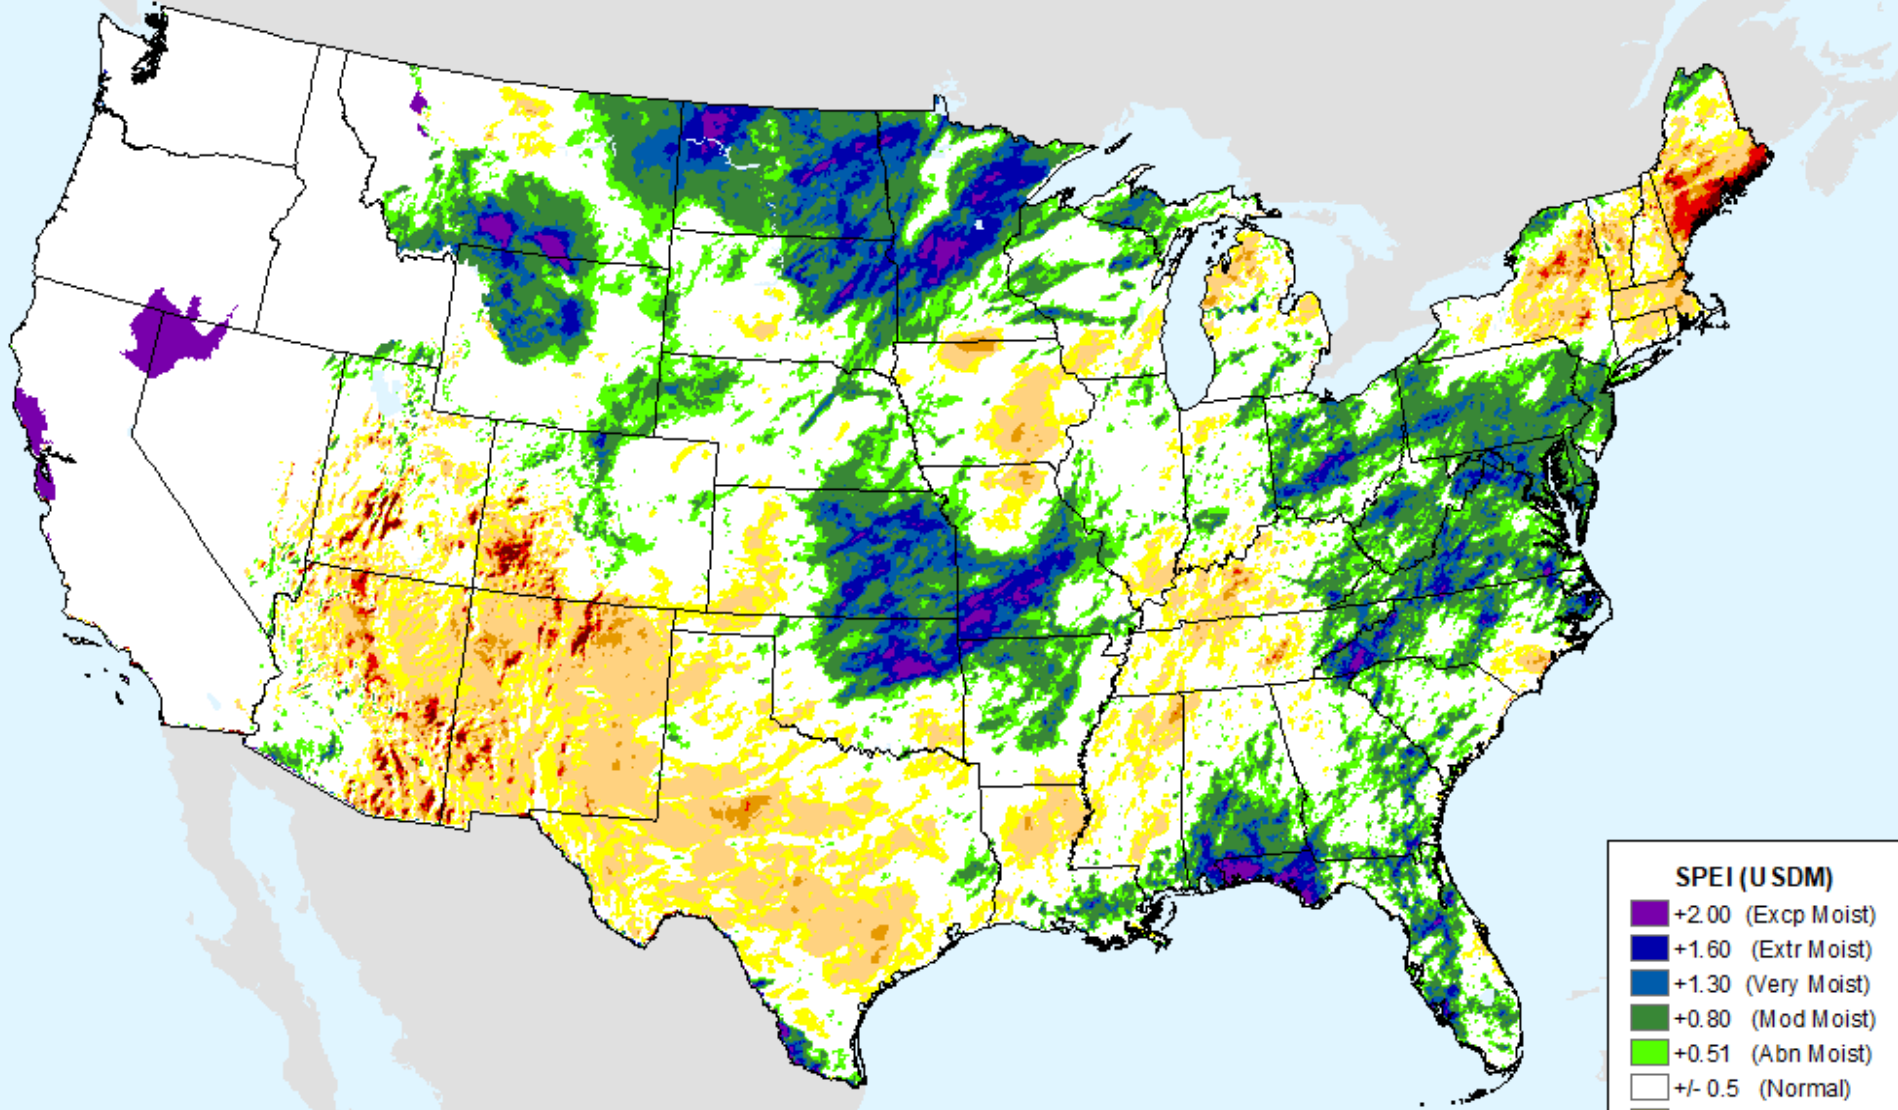 SPEI (USDM)
+2.00 (Excp Moist)
+1.60 (Extr Moist)
+1.30 (Very Moist)
+0.80 (Mod Moist)
+0.51 (Abn Moist)
+/- 0.5 (Normal)